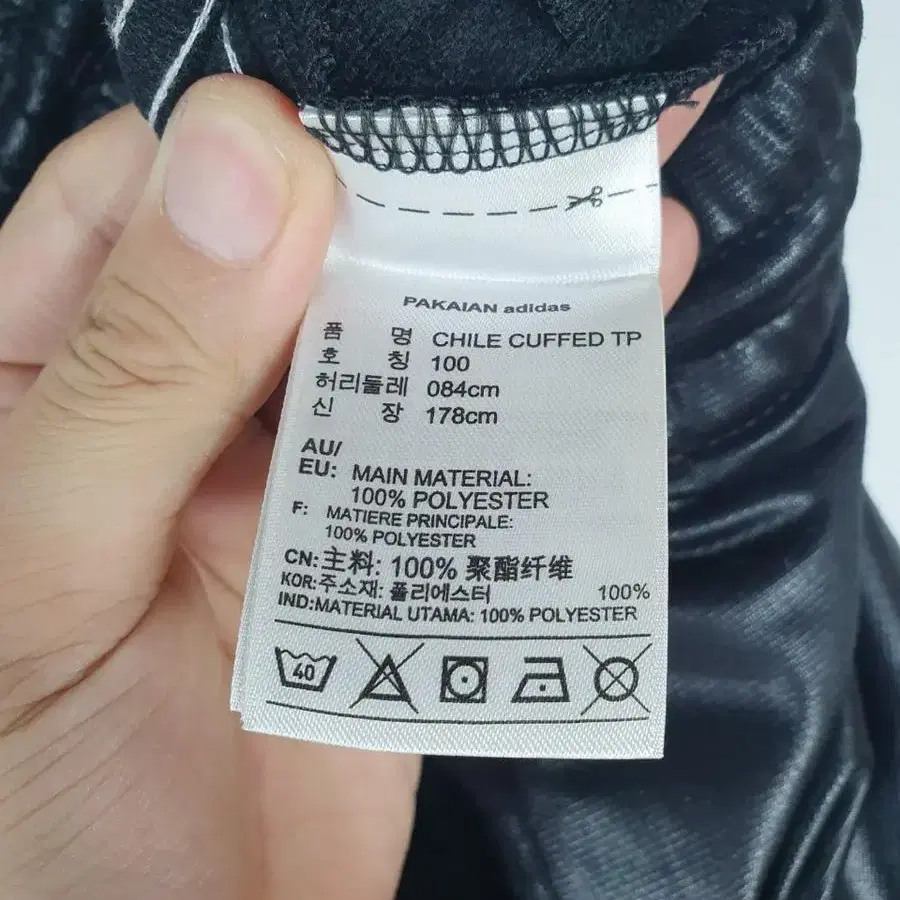 PAKAIAN adidas
품 명 CHILE CUFFED TP
호 칭 100
허리둘레 084cm
신 장 178cm
AU/
EU: MAIN MATERIAL:
100% POLYESTER
F: MATIERE PRINCIPALE:
100% POLYESTER
CN:主料: 100% 聚酯纤维
KOR:주소재: 폴리에스터 100%
IND:MATERIAL UTAMA: 100% POLYESTER
40